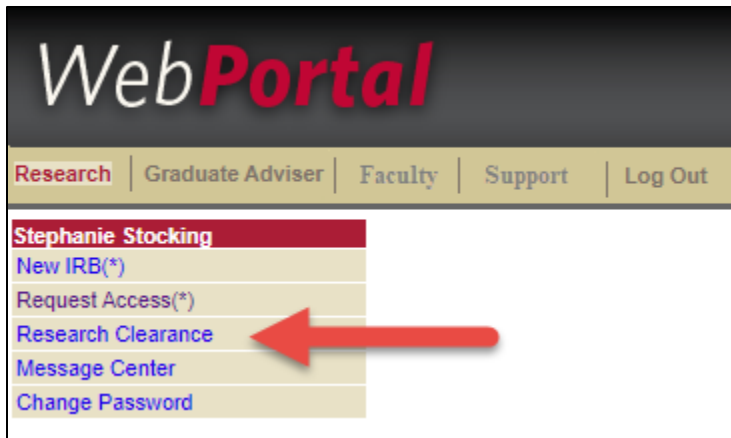 WebPortal
Research | Graduate Adviser | Faculty | Support | Log Out
Stephanie Stocking
New IRB(*)
Request Access(*)
Research Clearance
Message Center
Change Password